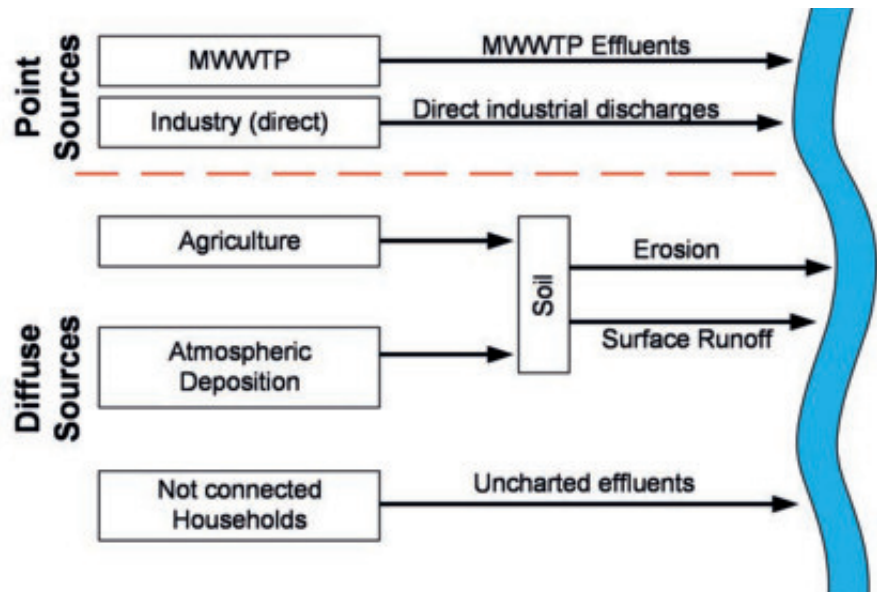 Point
Sources
MWWTP
MWWTP Effluents
Industry (direct)
Direct industrial discharges
Diffuse
Sources
Agriculture
Soil
Erosion
Surface Runoff
Atmospheric
Deposition
Not connected
Households
Uncharted effluents